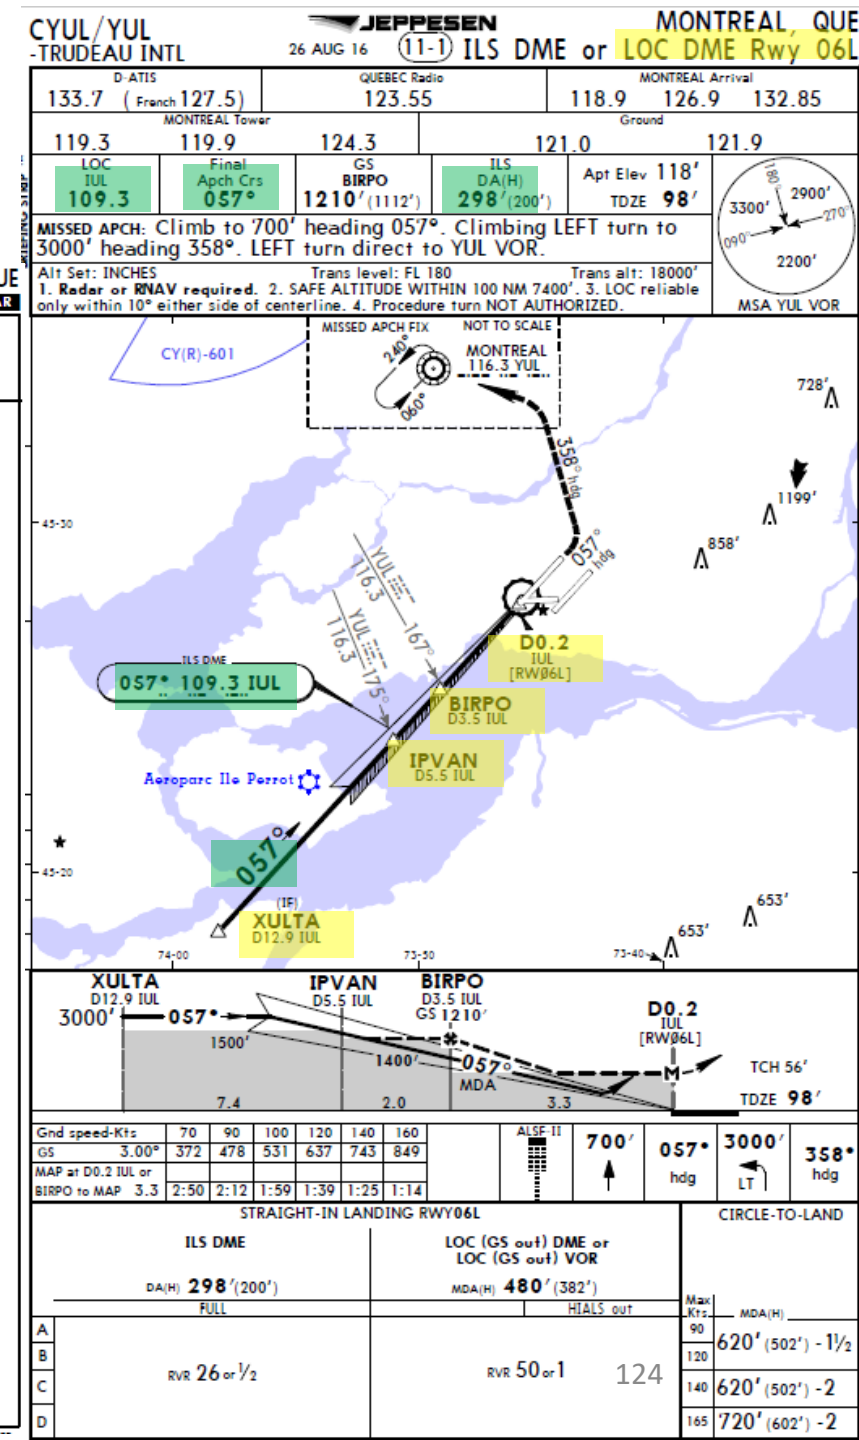 CYUL/YUL
-TRUDEAU INTL
JEPPESEN
26 AUG 16
11-1
MONTREAL, QUE
ILS DME or LOC DME Rwy 06L
D-ATIS
133.7 (French 127.5)
QUEBEC Radio
123.55
MONTREAL Arrival
118.9 126.9 132.85
MONTREAL Tower
119.3 119.9 124.3
Ground
121.0 121.9
LOC
IUL
109.3
Final
Apch Crs
057°
GS
BIRPO
1210'(1112')
ILS
DA(H)
298'(200')
Apt Elev 118'
TDZE 98'
MISSED APCH: Climb to 700' heading 057°. Climbing LEFT turn to
3000' heading 358°. LEFT turn direct to YUL VOR.
Alt Set: INCHES Trans level: FL 180 Trans alt: 18000'
1. Radar or RNAV required. 2. SAFE ALTITUDE WITHIN 100 NM 7400'. 3. LOC reliable
only within 10° either side of centerline. 4. Procedure turn NOT AUTHORIZED.
180°
2900'
3300'
270°
090°
2200'
MSA YUL VOR
UE
AR
MISSED APCH FIX
NOT TO SCALE
MONTREAL
116.3 YUL
240°
060°
CY(R)-601
728'
1199'
858'
358° hdg
057° hdg
45-30
YUL
116.3
167°
YUL
116.3
175°
D0.2
IUL
[RWØ6L]
ILS DME
057° 109.3 IUL
BIRPO
D3.5 IUL
IPVAN
D5.5 IUL
Aeroparc Ile Perrot
057°
45-20
(IF)
XULTA
D12.9 IUL
653'
653'
74-00
73-50
73-40
XULTA
D12.9 IUL
IPVAN
D5.5 IUL
BIRPO
D3.5 IUL
GS 1210'
D0.2
IUL
[RWØ6L]
3000'
057°
1500'
1400'
057°
MDA
M
TCH 56'
TDZE 98'
7.4
2.0
3.3
Gnd speed-Kts 70 90 100 120 140 160
GS 3.00° 372 478 531 637 743 849
MAP at D0.2 IUL or
BIRPO to MAP 3.3 2:50 2:12 1:59 1:39 1:25 1:14
ALSF-II
700'
057°
hdg
3000'
LT
358°
hdg
STRAIGHT-IN LANDING RWY06L
CIRCLE-TO-LAND
ILS DME
LOC (GS out) DME or
LOC (GS out) VOR
DA(H) 298'(200')
MDA(H) 480'(382')
FULL
HIALS out
Max
Kts
MDA(H)
A
B
C
D
RVR 26 or ½
RVR 50 or 1
124
90
120
620'(502') - 1½
140 620'(502') - 2
165 720'(602') - 2